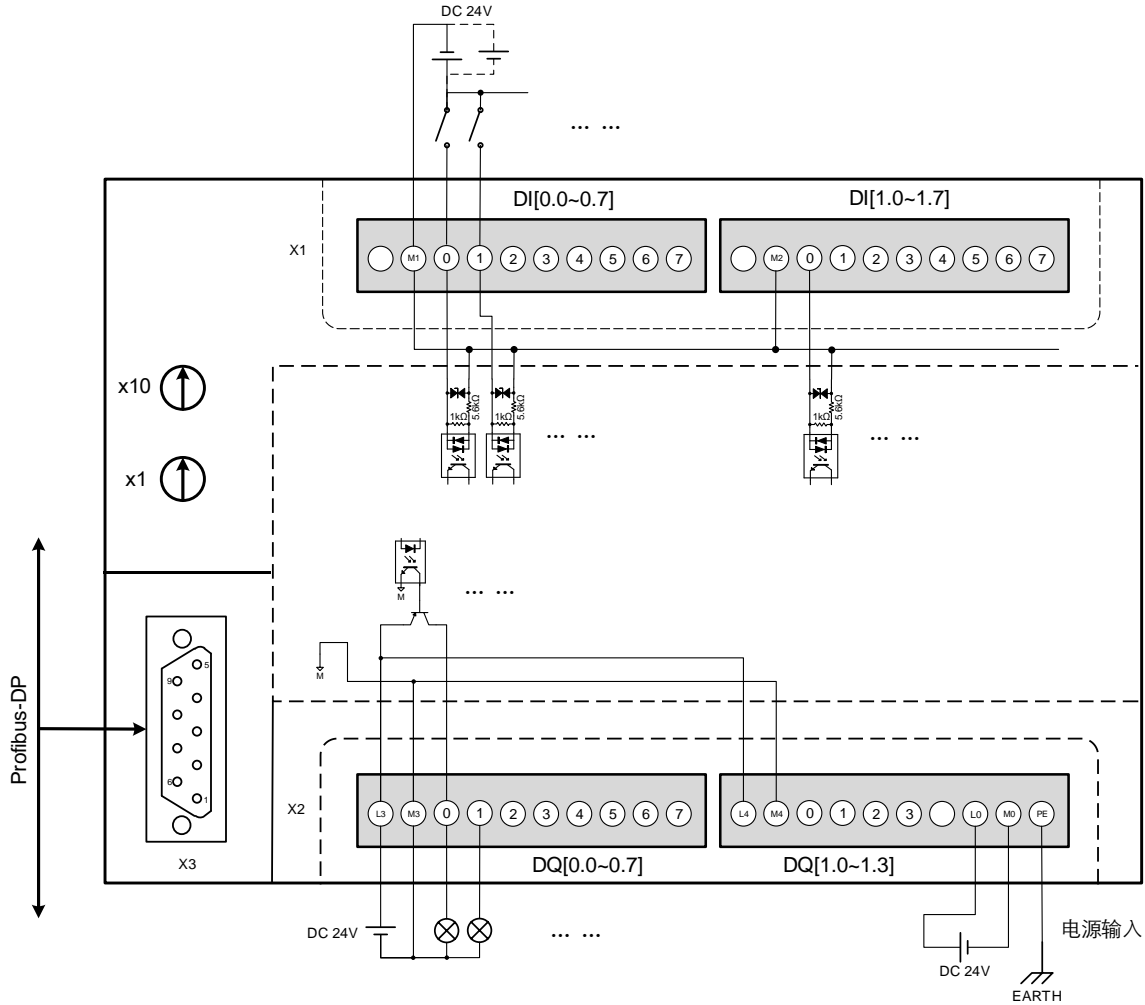 DC 24V
... ...
DI[0.0~0.7]
DI[1.0~1.7]
X1
M1 0 1 2 3 4 5 6 7
M2 0 1 2 3 4 5 6 7
x10
x1
1kΩ 5.6kΩ
1kΩ 5.6kΩ
1kΩ 5.6kΩ
... ...
... ...
M
... ...
M
Profibus-DP
5
9
6
1
X3
X2
L3 M3 0 1 2 3 4 5 6 7
L4 M4 0 1 2 3 L0 M0 PE
DQ[0.0~0.7]
DQ[1.0~1.3]
DC 24V
... ...
电源输入
DC 24V
EARTH